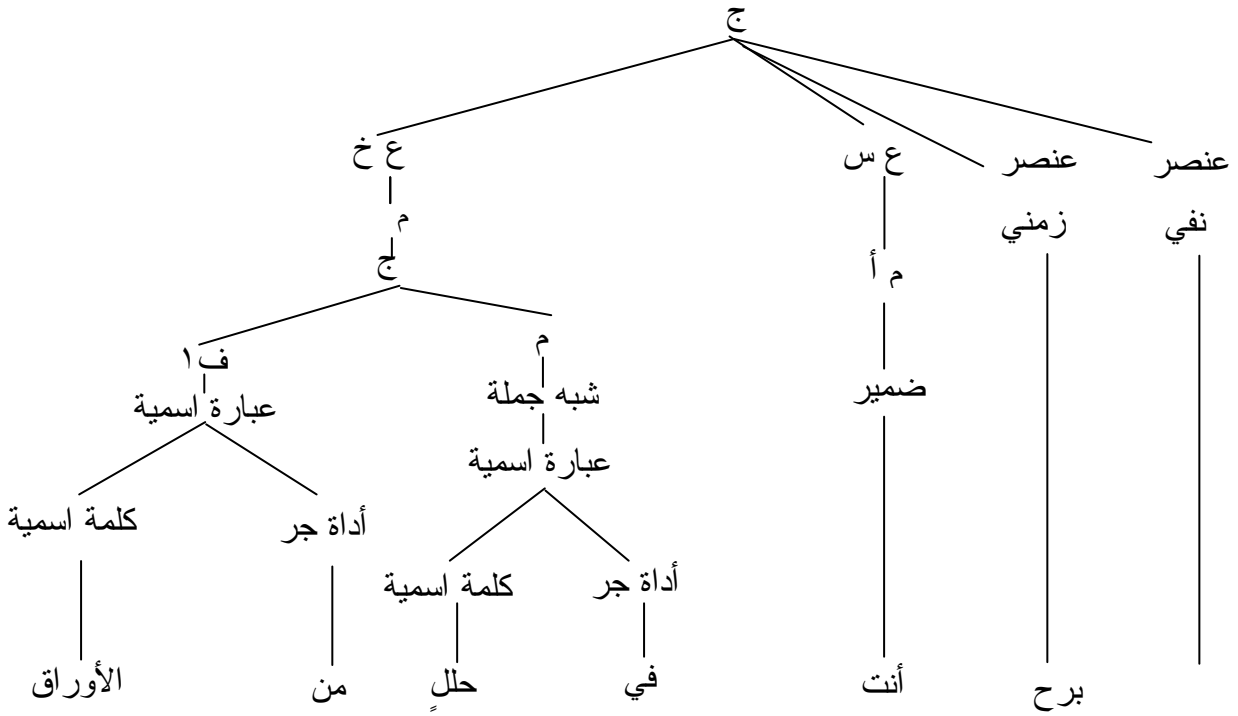 ج
عنصر عنصر ع س ع خ
نفي زمني م
م أ ج
م ف١
ضمير شبه جملة عبارة اسمية
عبارة اسمية
أداة جر كلمة اسمية
أداة جر كلمة اسمية
برح أنت في حللٍ من الأوراق